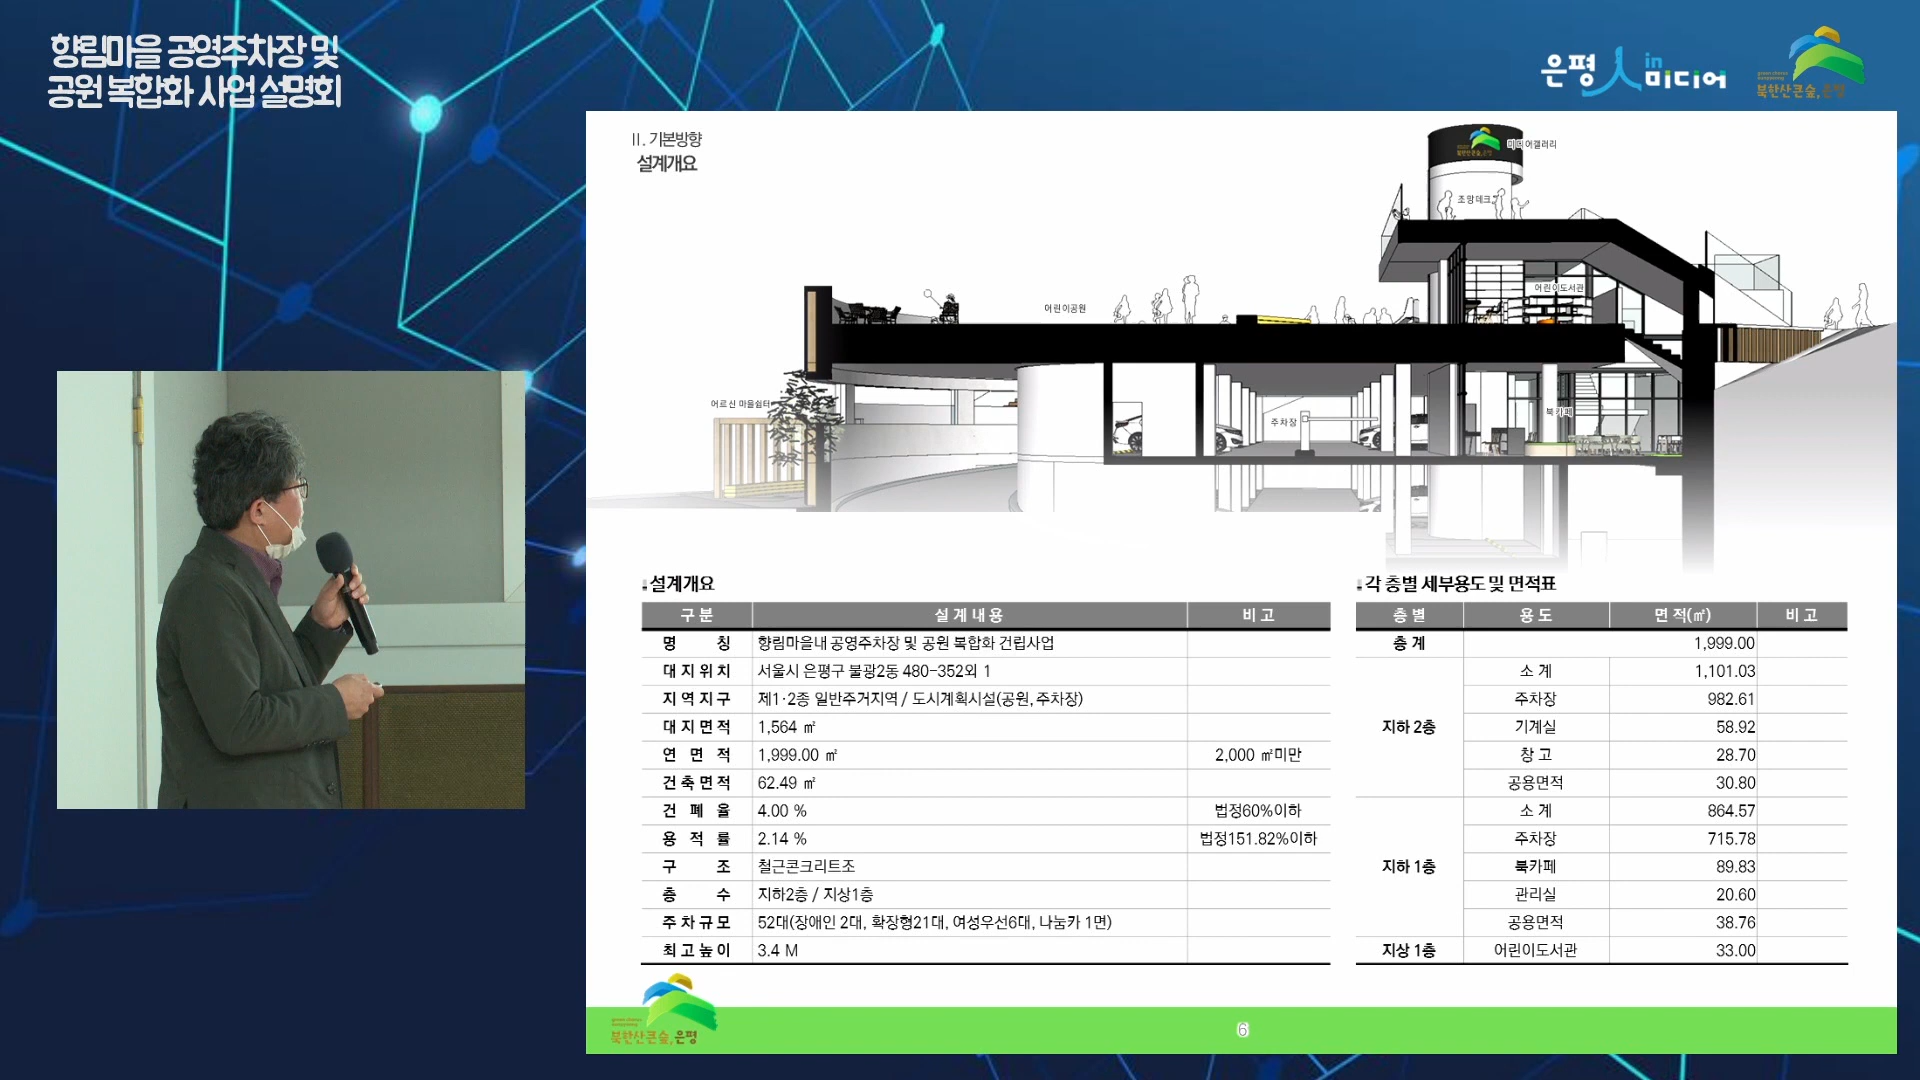 향림마을 공영주차장 및
공원 복합화 사업 설명회
은평 人 in 미디어
북한산큰숲,은평
Ⅱ. 기본방향
설계개요
미디어갤러리
조망데크
어린이도서관
어린이공원
어르신 마을쉼터
주차장
북카페
설계개요
구 분 설 계 내 용 비 고
명 칭 향림마을내 공영주차장 및 공원 복합화 건립사업
대 지 위 치 서울시 은평구 불광2동 480-352외 1
지 역 지 구 제1·2종 일반주거지역 / 도시계획시설(공원, 주차장)
대 지 면 적 1,564 ㎡
연 면 적 1,999.00 ㎡ 2,000 ㎡미만
건 축 면 적 62.49 ㎡
건 폐 율 4.00 % 법정60%이하
용 적 률 2.14 % 법정151.82%이하
구 조 철근콘크리트조
층 수 지하2층 / 지상1층
주 차 규 모 52대(장애인 2대, 확장형21대, 여성우선6대, 나눔카 1면)
최 고 높 이 3.4 M
각 층별 세부용도 및 면적표
층 별 용 도 면 적(㎡) 비 고
총 계 1,999.00
지하 2층 소 계 1,101.03
주차장 982.61
기계실 58.92
창 고 28.70
공용면적 30.80
지하 1층 소 계 864.57
주차장 715.78
북카페 89.83
관리실 20.60
공용면적 38.76
지상 1층 어린이도서관 33.00
북한산큰숲,은평
6